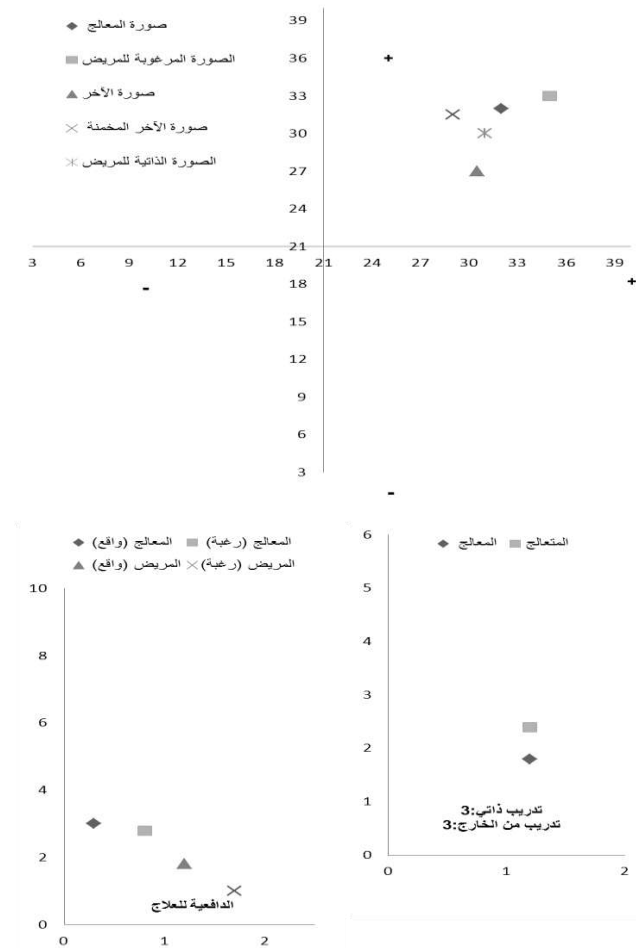 صورة المعالج
الصورة المرغوبة للمريض
صورة الآخر
صورة الآخر المخمنة
الصورة الذاتية للمريض
39
36
33
30
27
24
21
18
15
12
9
6
3
3 6 9 12 15 18 21 24 27 30 33 36 39
+
+
-
-
المعالج (واقع) المعالج (رغبة)
المريض (واقع) المريض (رغبة)
10
8
6
4
2
0
0 1 2
الدافعية للعلاج
المعالج المتعالج
6
5
4
3
2
1
0
0 1 2
تدريب ذاتي:3
تدريب من الخارج:3